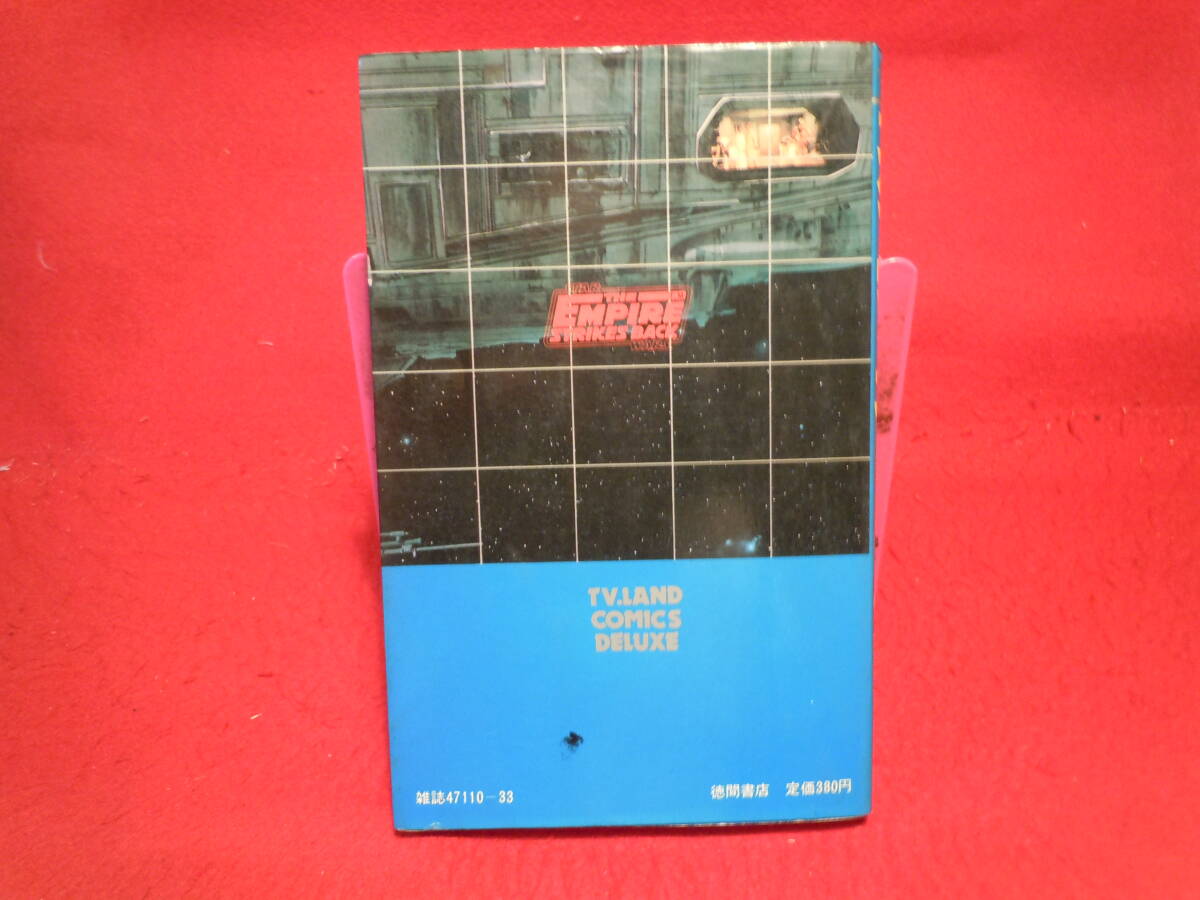 THE
EMPIRE
STRIKES BACK
TV.LAND
COMICS
DELUXE
雑誌47110-33
徳間書店 定価380円